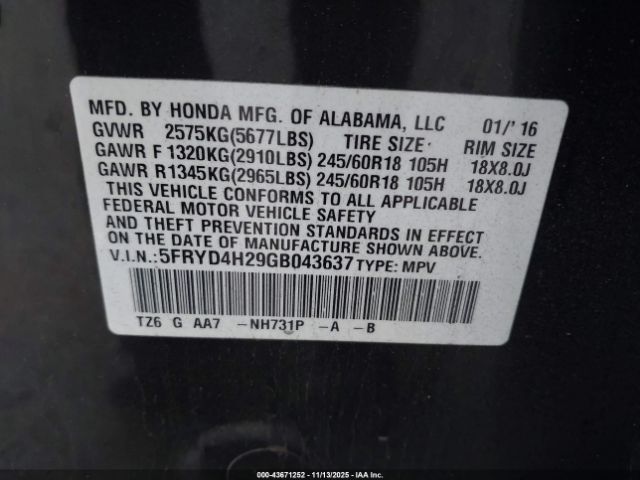 MFD. BY HONDA MFG. OF ALABAMA, LLC 01/' 16
GVWR 2575KG(5677LBS) TIRE SIZE: RIM SIZE
GAWR F 1320KG(2910LBS) 245/60R18 105H 18X8.0J
GAWR R1345KG(2965LBS) 245/60R18 105H 18X8.0J
THIS VEHICLE CONFORMS TO ALL APPLICABLE
FEDERAL MOTOR VEHICLE SAFETY
AND THEFT PREVENTION STANDARDS IN EFFECT
ON THE DATE OF MANUFACTURE SHOWN ABOVE.
V.I.N.: 5FRYD4H29GB043637 TYPE: MPV
TZ6 G AA7 -NH731P -A -B
000-43671252 | 11/13/2025 | IAA Inc.